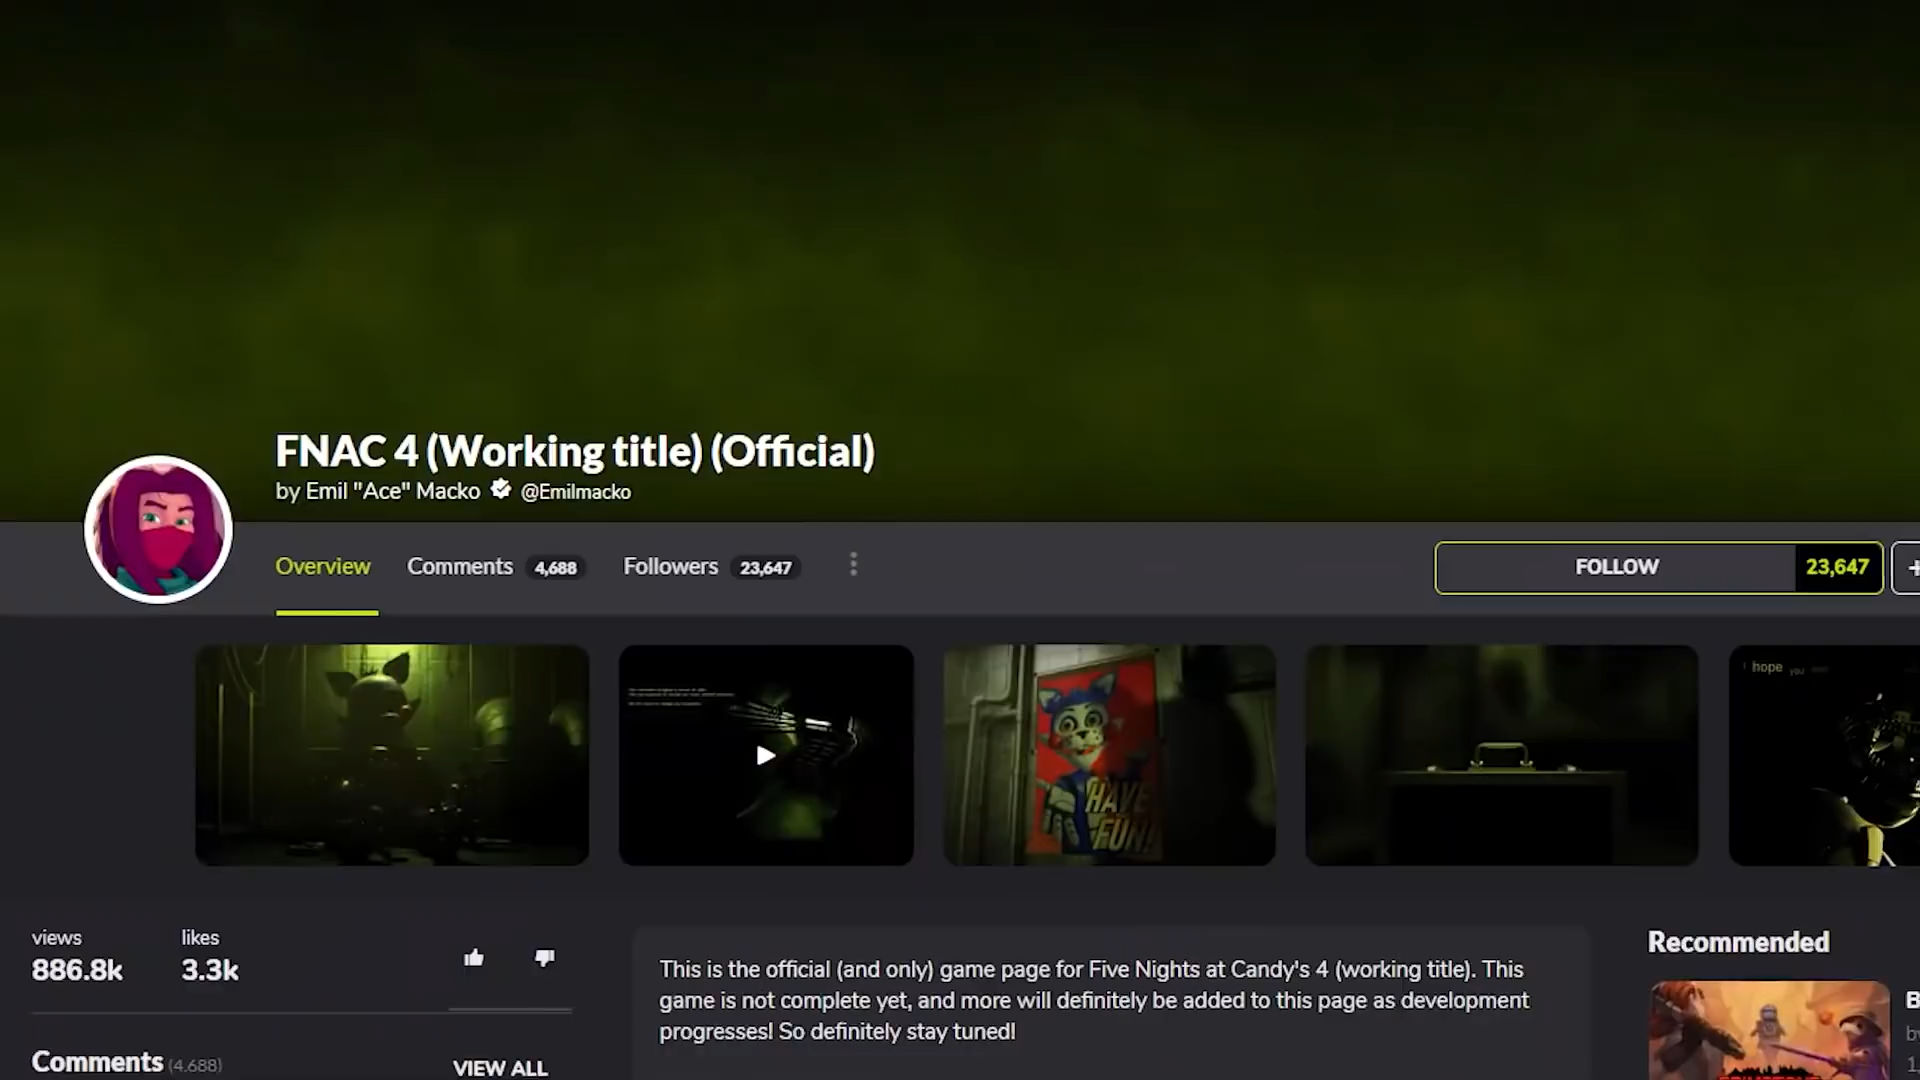 FNAC 4 (Working title) (Official)
by Emil "Ace" Macko @Emilmacko
Overview Comments 4,688 Followers 23,647
FOLLOW 23,647
HAVE
FUN!
hope you
views likes
886.8k 3.3k
This is the official (and only) game page for Five Nights at Candy's 4 (working title). This
game is not complete yet, and more will definitely be added to this page as development
progresses! So definitely stay tuned!
Comments (4,688) VIEW ALL
Recommended